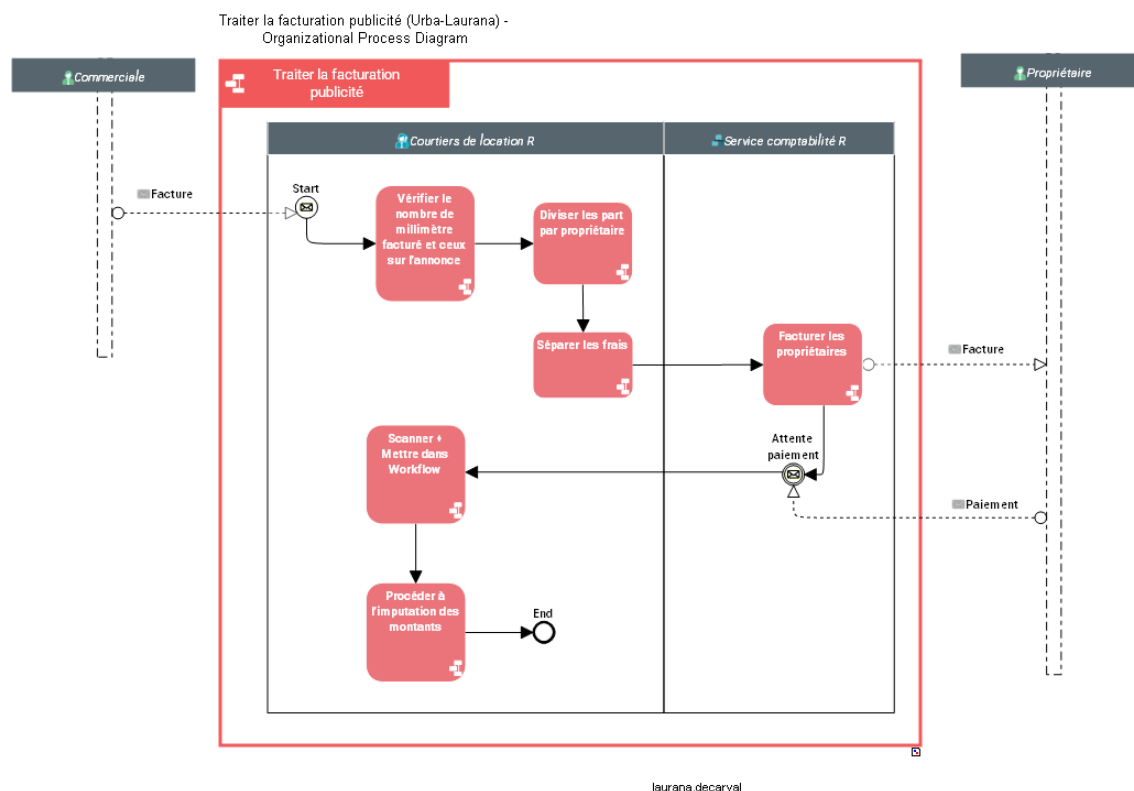 Traiter la facturation publicité (Urba-Laurana) -
Organizational Process Diagram
Commerciale
Traiter la facturation
publicité
Propriétaire
Courtiers de location R
Service comptabilité R
Facture
Start
Vérifier le
nombre de
millimètre
facturé et ceux
sur l'annonce
Diviser les part
par propriétaire
Séparer les frais
Facturer les
propriétaires
Facture
Scanner +
Mettre dans
Workflow
Attente
paiement
Paiement
Procéder à
l'imputation des
montants
End
laurana.decarval